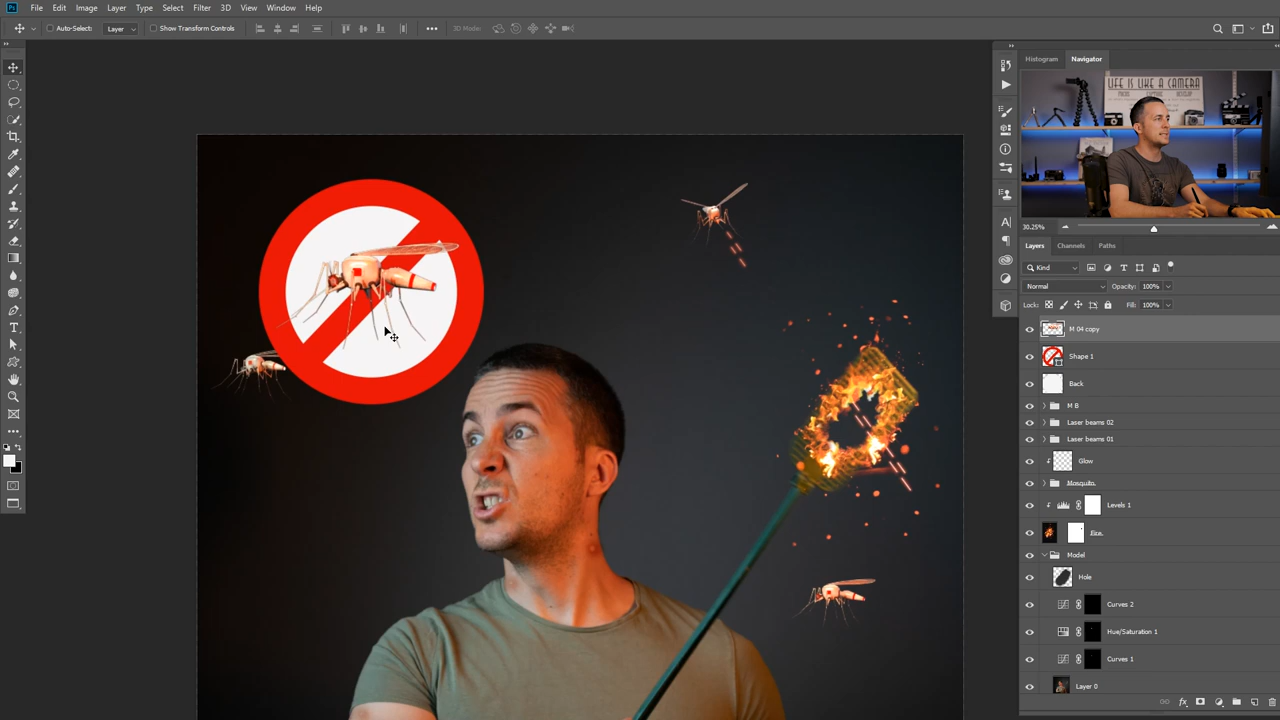 Ps File Edit Image Layer Type Select Filter 3D View Window Help
Auto-Select: Layer Show Transform Controls 3D Mode:
Histogram Navigator
LIFE IS LIKE A CAMERA
30.25%
Layers Channels Paths
Kind
Normal Opacity: 100%
Lock: Fill: 100%
M 04 copy
Shape 1
Back
M B
Laser beams 02
Laser beams 01
Glow
Mosquito
Levels 1
Fire
Model
Hole
Curves 2
Hue/Saturation 1
Curves 1
Layer 0